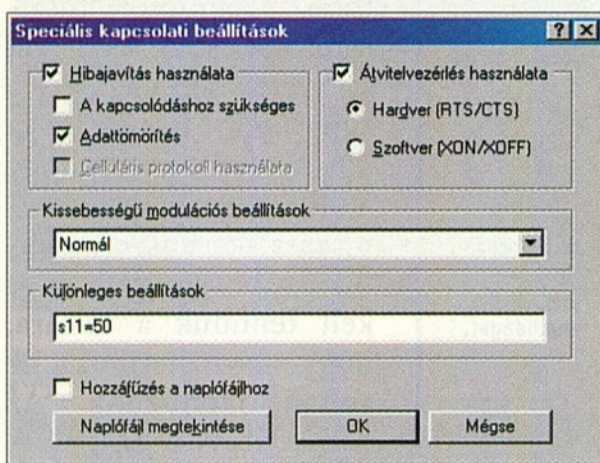 Speciális kapcsolati beállítások
Hibajavítás használata
A kapcsolódáshoz szükséges
Adattömörítés
Celluláris protokoll használata
Átvitelvezérlés használata
Hardver (RTS/CTS)
Szoftver (XON/XOFF)
Kissebességű modulációs beállítások
Normál
Különleges beállítások
s11=50
Hozzáfűzés a naplófájlhoz
Naplófájl megtekintése
OK
Mégse